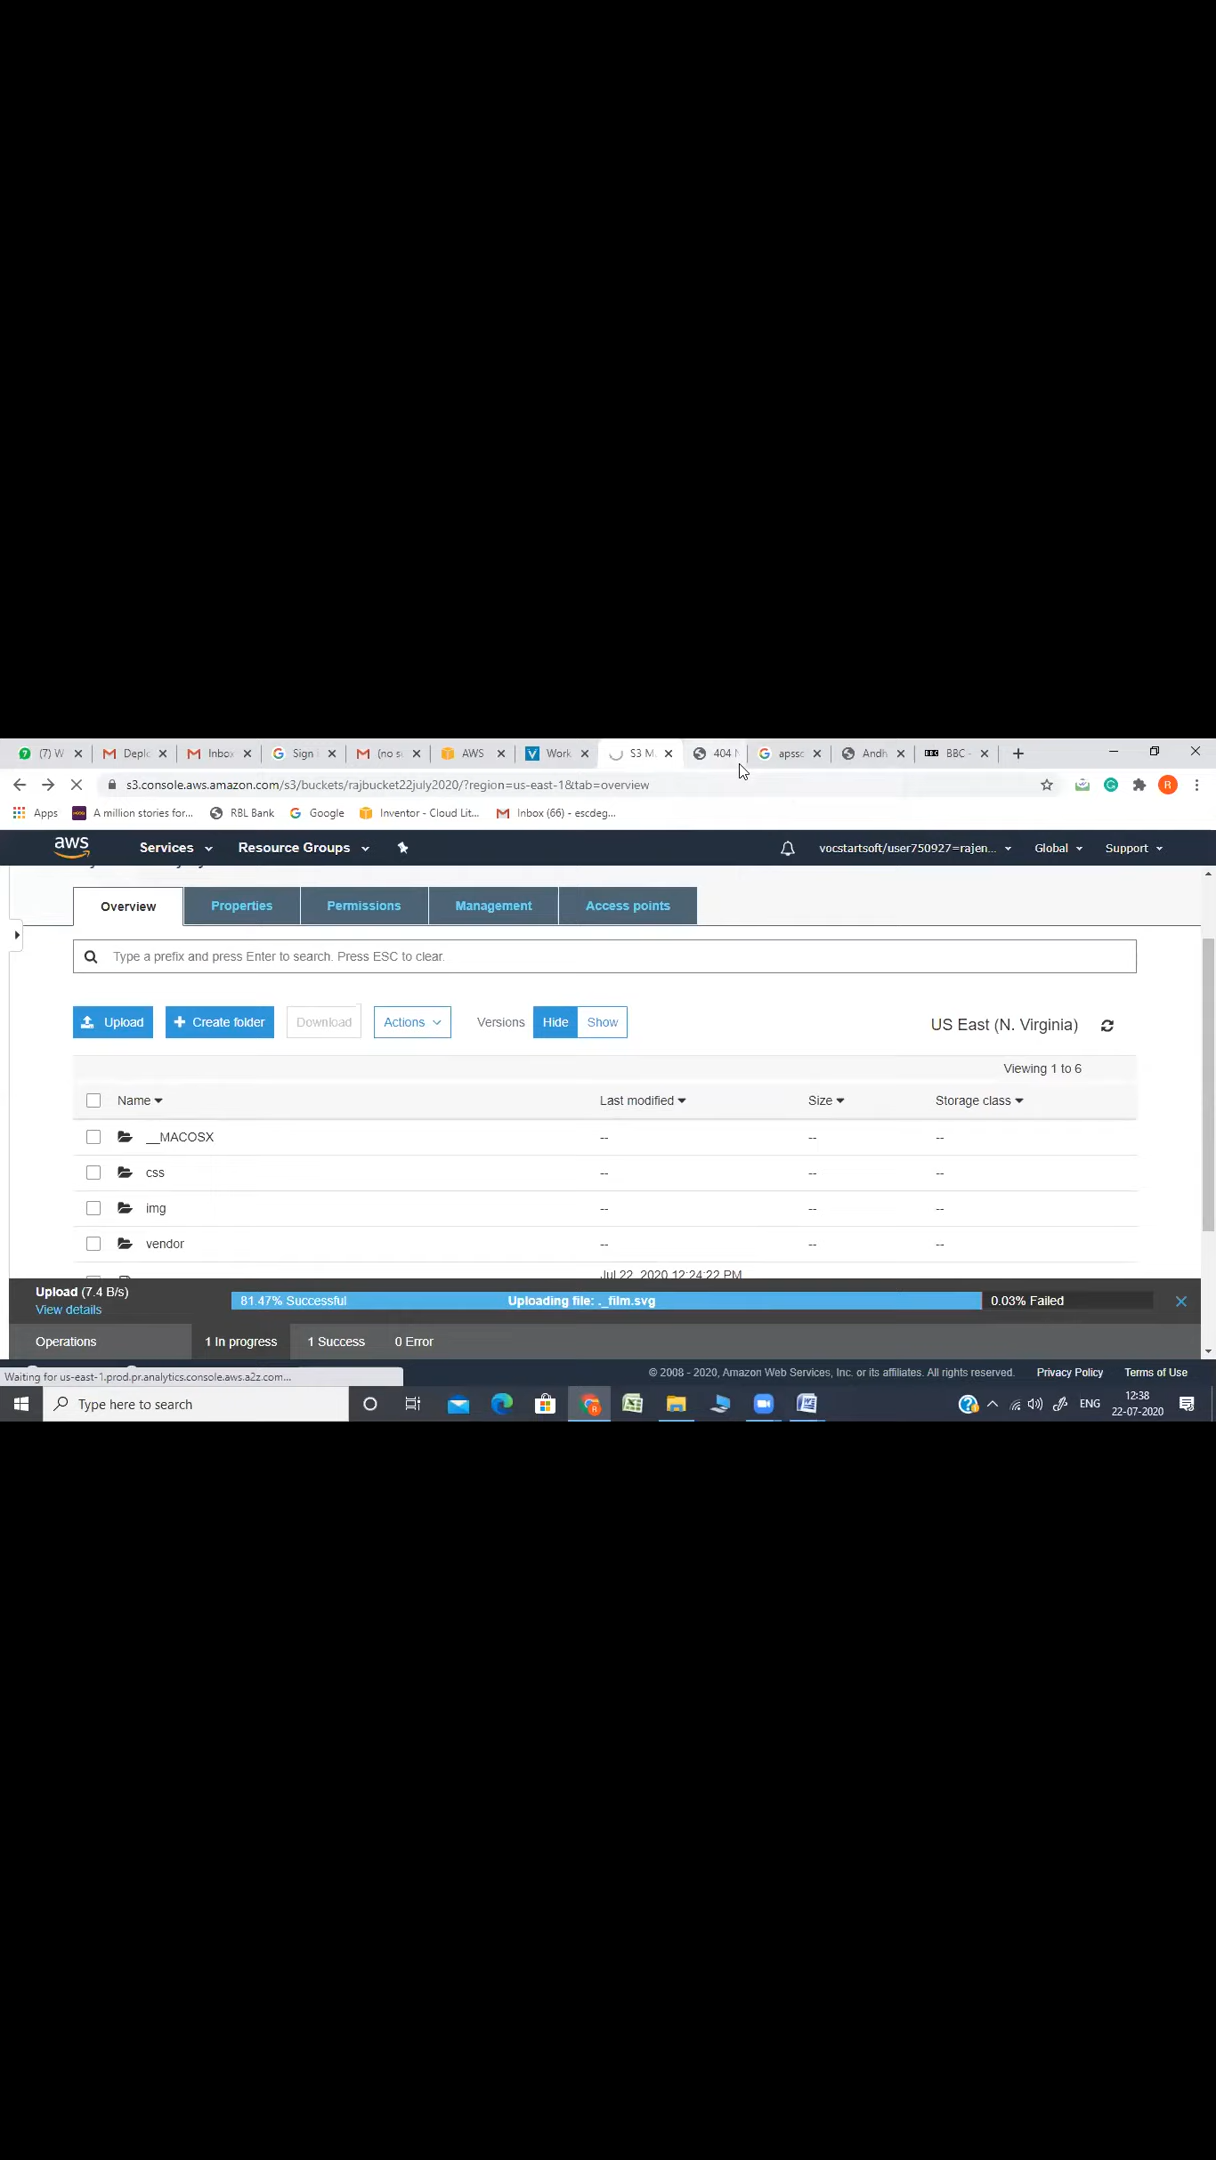 (7) W
Depl
Inbox
Sign
(no s
AWS
Work
S3 M
404
apssc
Andh
BBC -
s3.console.aws.amazon.com/s3/buckets/rajbucket22july2020/?region=us-east-1&tab=overview
Apps A million stories for... RBL Bank Google Inventor - Cloud Lit... Inbox (66) - escdeg...
aws Services Resource Groups vocstartsoft/user750927=rajen... Global Support
Overview Properties Permissions Management Access points
Type a prefix and press Enter to search. Press ESC to clear.
Upload Create folder Download Actions Versions Hide Show US East (N. Virginia)
Viewing 1 to 6
Name Last modified Size Storage class
__MACOSX -- -- --
css -- -- --
img -- -- --
vendor -- -- --
Jul 22, 2020 12:24:22 PM
Upload (7.4 B/s)
View details
81.47% Successful Uploading file: ._film.svg 0.03% Failed
Operations 1 In progress 1 Success 0 Error
Waiting for us-east-1.prod.pr.analytics.console.aws.a2z.com...
© 2008 - 2020, Amazon Web Services, Inc. or its affiliates. All rights reserved. Privacy Policy Terms of Use
Type here to search
ENG
12:38
22-07-2020